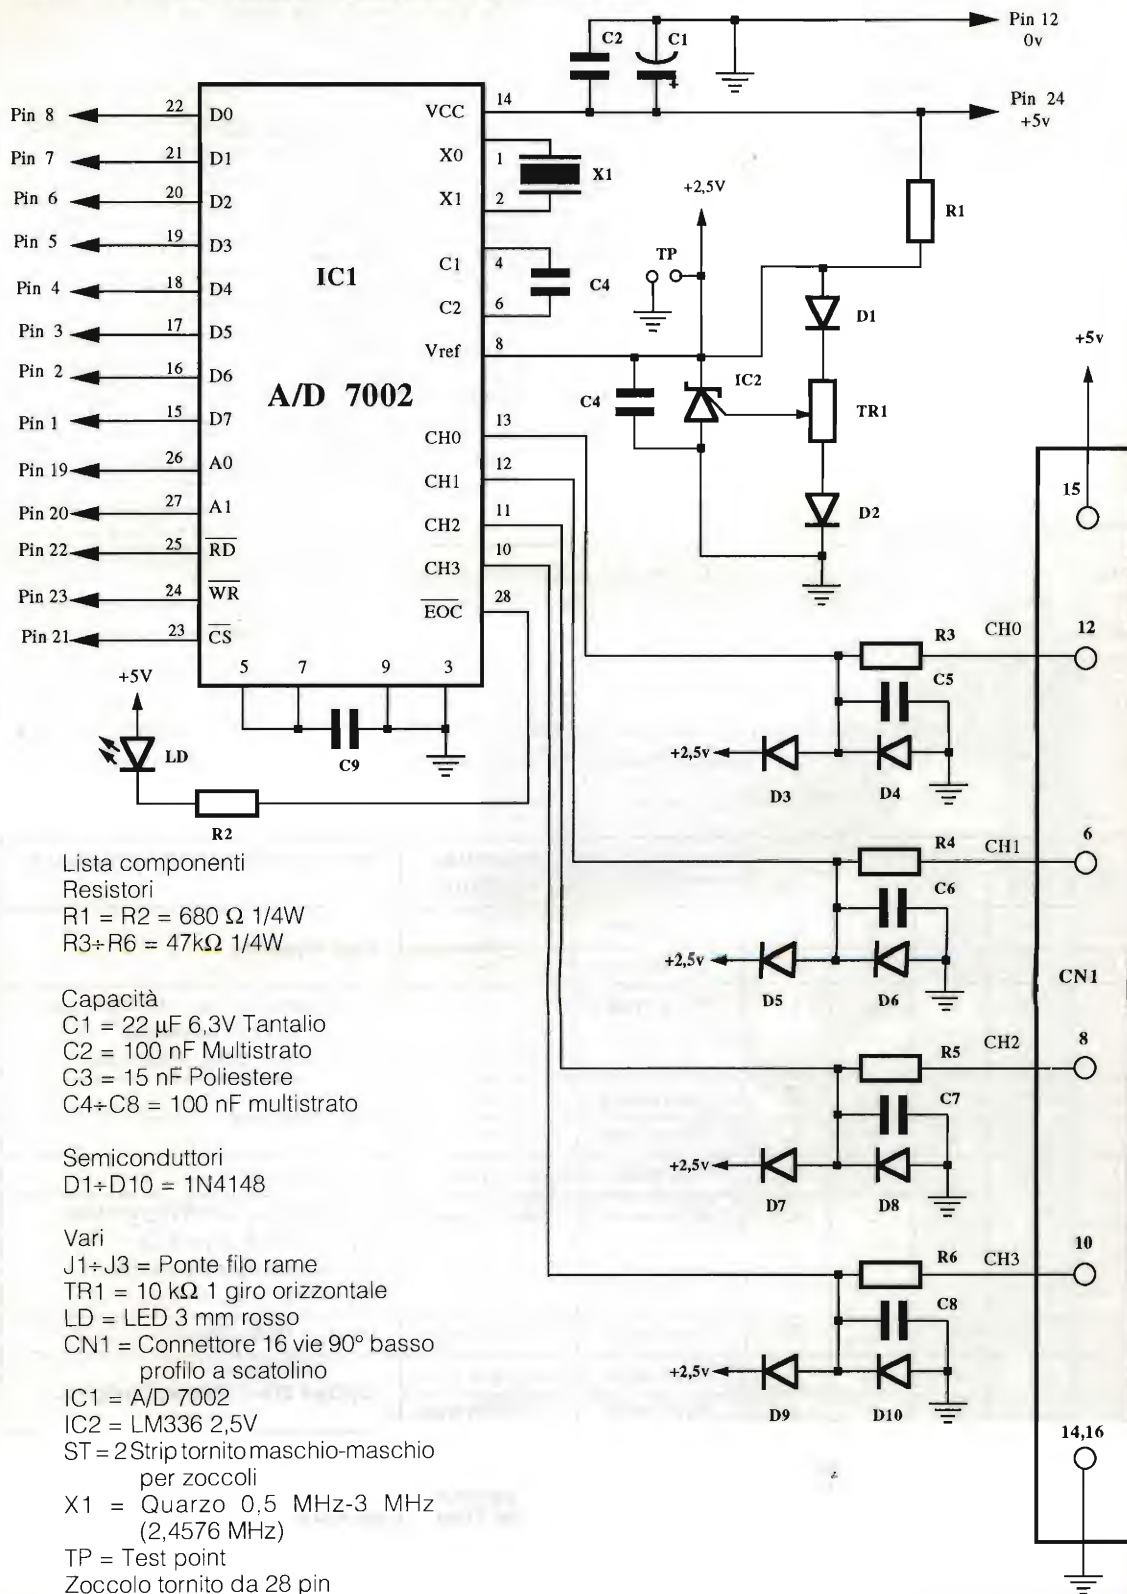 Pin 12
0v
C2
C1
+
Pin 24
+5v
Pin 8
22
D0
VCC
14
Pin 7
21
D1
X0
1
X1
Pin 6
20
D2
X1
2
+2,5V
R1
Pin 5
19
D3
C1
4
TP
C4
Pin 4
18
D4
IC1
C2
6
D1
Pin 3
17
D5
Vref
8
+5v
Pin 2
16
D6
A/D 7002
C4
IC2
TR1
Pin 1
15
D7
CH0
13
Pin 19
26
A0
CH1
12
15
Pin 20
27
A1
CH2
11
D2
Pin 22
25
RD
CH3
10
Pin 23
24
WR
EOC
28
Pin 21
23
CS
5
7
9
3
R3
CH0
12
+5V
C5
LD
C9
+2,5v
D3
D4
R2
R4
CH1
6
C6
+2,5v
D5
D6
CN1
R5
CH2
8
C7
+2,5v
D7
D8
R6
CH3
10
C8
+2,5v
D9
D10
14,16
Lista componenti
Resistori
R1 = R2 = 680 Ω 1/4W
R3÷R6 = 47kΩ 1/4W
Capacità
C1 = 22 µF 6,3V Tantalio
C2 = 100 nF Multistrato
C3 = 15 nF Poliestere
C4÷C8 = 100 nF multistrato
Semiconduttori
D1÷D10 = 1N4148
Vari
J1÷J3 = Ponte filo rame
TR1 = 10 kΩ 1 giro orizzontale
LD = LED 3 mm rosso
CN1 = Connettore 16 vie 90° basso
profilo a scatolino
IC1 = A/D 7002
IC2 = LM336 2,5V
ST = 2 Strip tornito maschio-maschio
per zoccoli
X1 = Quarzo 0,5 MHz-3 MHz
(2,4576 MHz)
TP = Test point
Zoccolo tornito da 28 pin